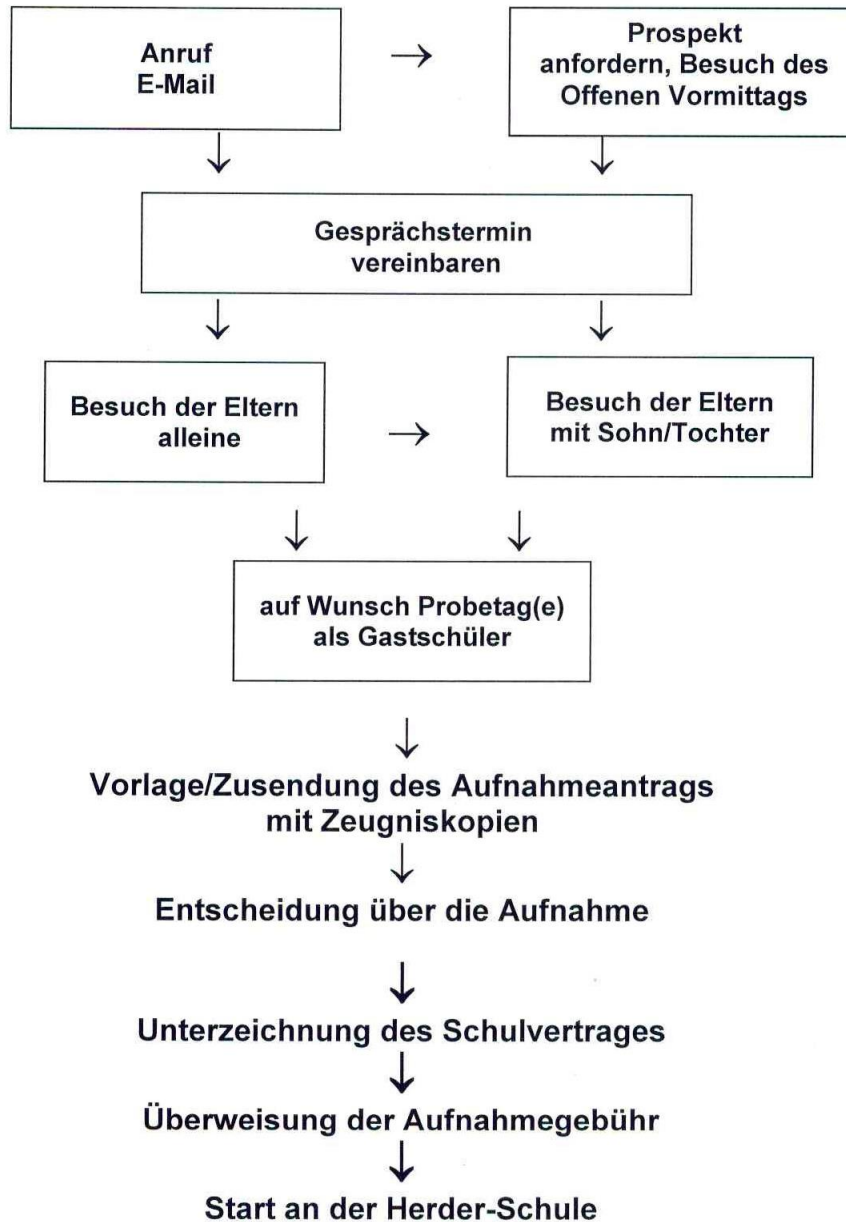 Anruf
E-Mail
→
Prospekt
anfordern, Besuch des
Offenen Vormittags
↓ ↓
Gesprächstermin
vereinbaren
↓ ↓
Besuch der Eltern
alleine
→
Besuch der Eltern
mit Sohn/Tochter
↓ ↓
auf Wunsch Probetag(e)
als Gastschüler
↓
Vorlage/Zusendung des Aufnahmeantrags
mit Zeugniskopien
↓
Entscheidung über die Aufnahme
↓
Unterzeichnung des Schulvertrages
↓
Überweisung der Aufnahmegebühr
↓
Start an der Herder-Schule